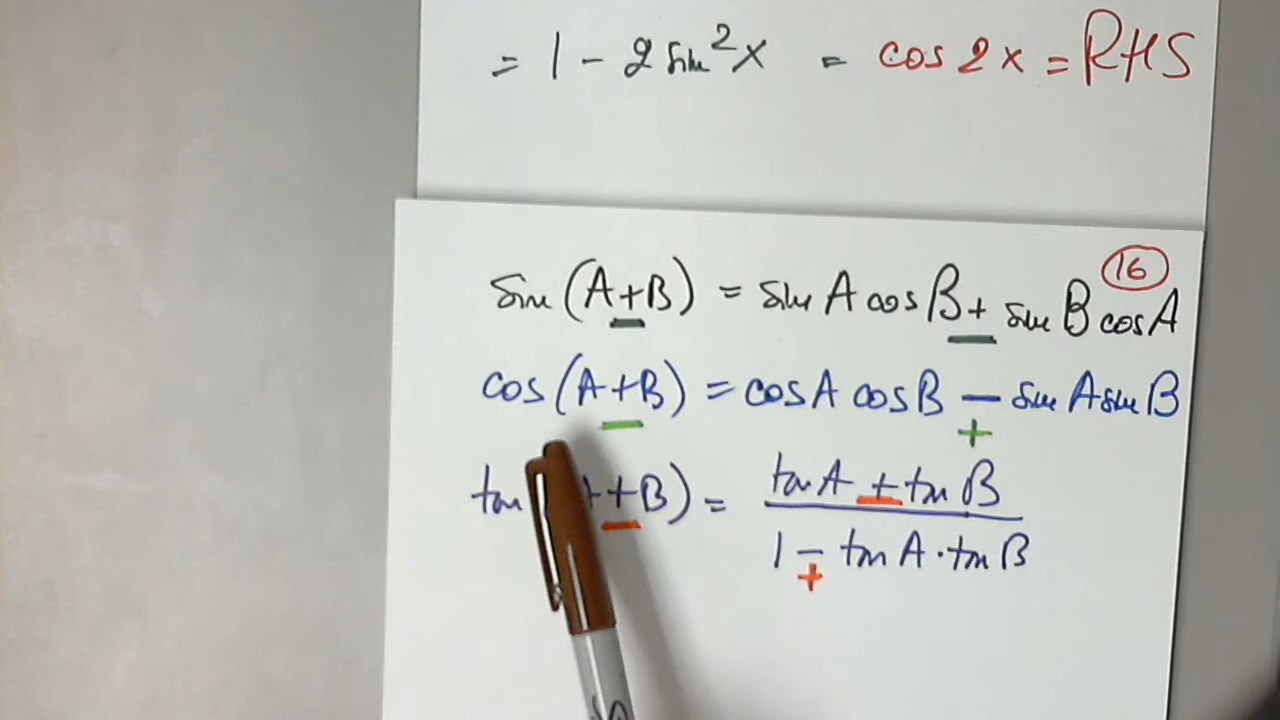 = 1 - 2 sin²x = cos 2x = RHS
16
sin(A±B) = sin A cos B ± sin B cos A
cos(A±B) = cos A cos B ∓ sin A sin B
tan ±B) = (tan A ± tan B) / (1 ∓ tan A · tan B)